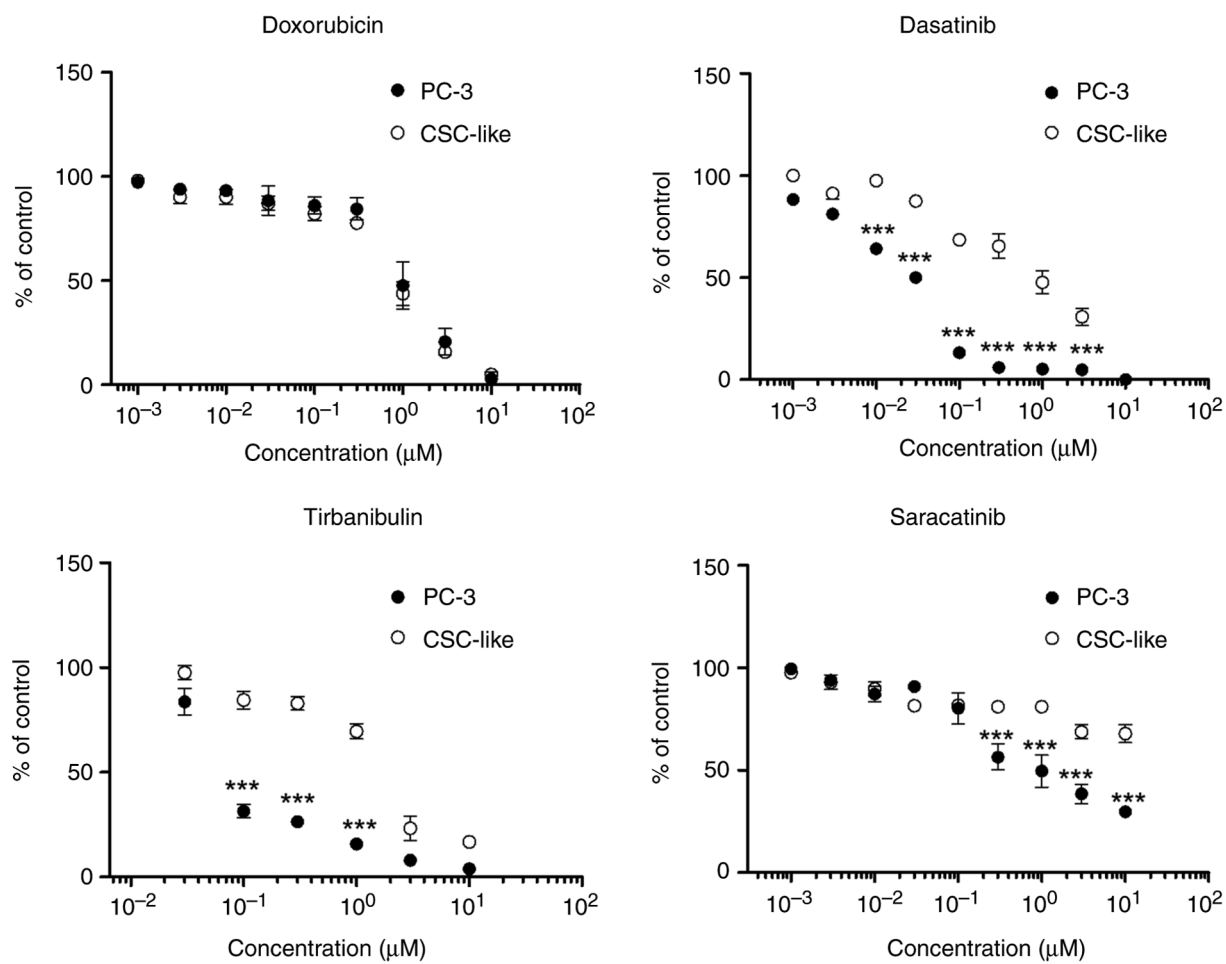 Doxorubicin
150
100
50
0
% of control
PC-3
CSC-like
10⁻³ 10⁻² 10⁻¹ 10⁰ 10¹ 10²
Concentration (μM)
Dasatinib
150
100
50
0
% of control
PC-3
CSC-like
***
***
***
*** *** ***
10⁻³ 10⁻² 10⁻¹ 10⁰ 10¹ 10²
Concentration (μM)
Tirbanibulin
150
100
50
0
% of control
PC-3
CSC-like
***
***
***
10⁻² 10⁻¹ 10⁰ 10¹ 10²
Concentration (μM)
Saracatinib
150
100
50
0
% of control
PC-3
CSC-like
***
***
***
***
10⁻³ 10⁻² 10⁻¹ 10⁰ 10¹ 10²
Concentration (μM)